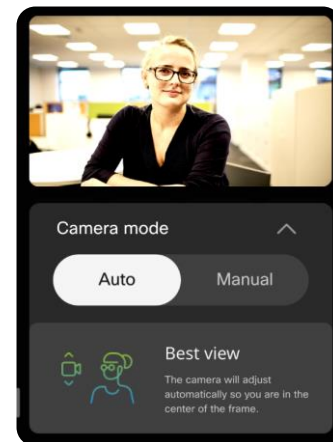 Camera mode
Auto
Manual
Best view
The camera will adjust
automatically so you are in the
center of the frame.